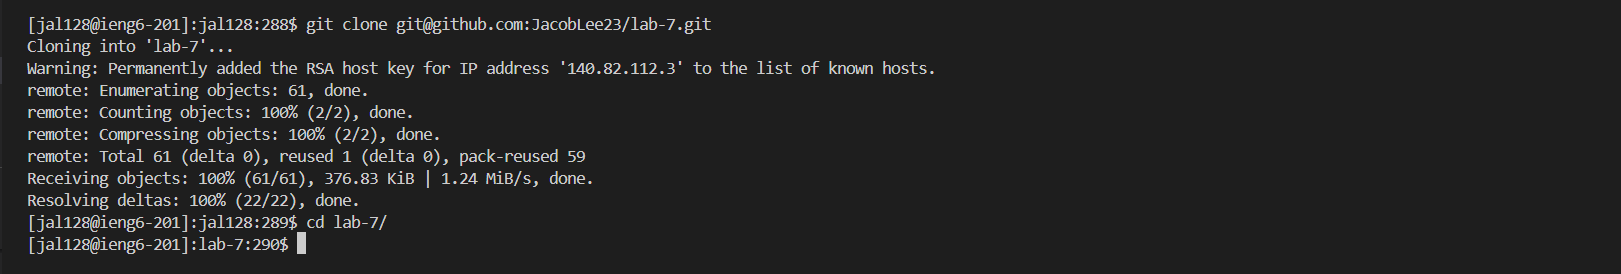 [jal128@ieng6-201]:jal128:288$ git clone git@github.com:JacobLee23/lab-7.git
Cloning into 'lab-7'...
Warning: Permanently added the RSA host key for IP address '140.82.112.3' to the list of known hosts.
remote: Enumerating objects: 61, done.
remote: Counting objects: 100% (2/2), done.
remote: Compressing objects: 100% (2/2), done.
remote: Total 61 (delta 0), reused 1 (delta 0), pack-reused 59
Receiving objects: 100% (61/61), 376.83 KiB | 1.24 MiB/s, done.
Resolving deltas: 100% (22/22), done.
[jal128@ieng6-201]:jal128:289$ cd lab-7/
[jal128@ieng6-201]:lab-7:290$